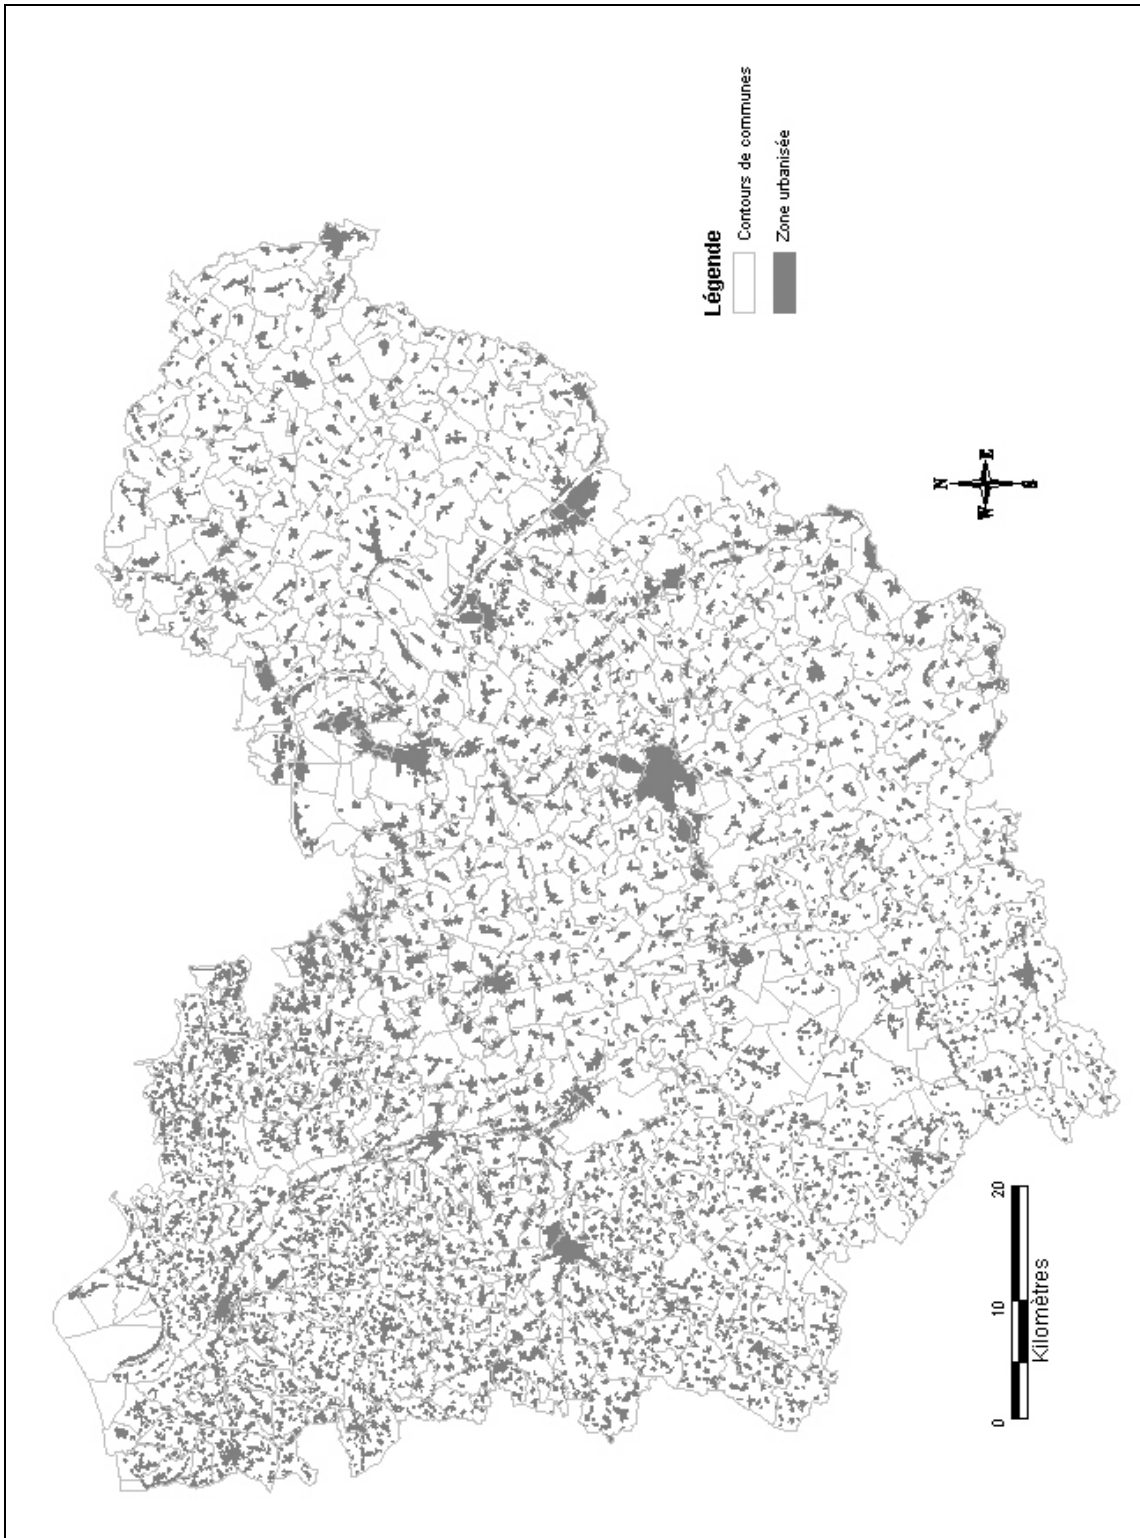 Légende
Contours de communes
Zone urbanisée
N
W E
S
0 10 20
Kilomètres